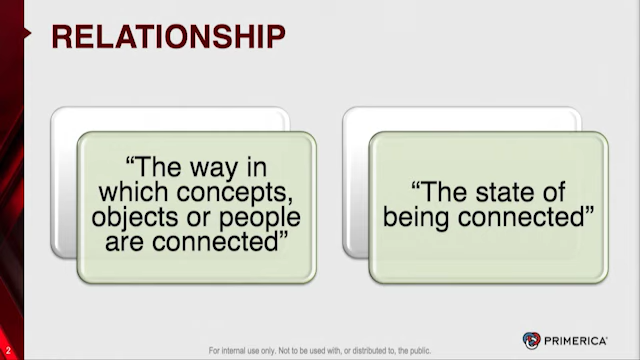 RELATIONSHIP
“The way in
which concepts,
objects or people
are connected”
“The state of
being connected”
2
For internal use only. Not to be used with, or distributed to, the public.
PRIMERICA